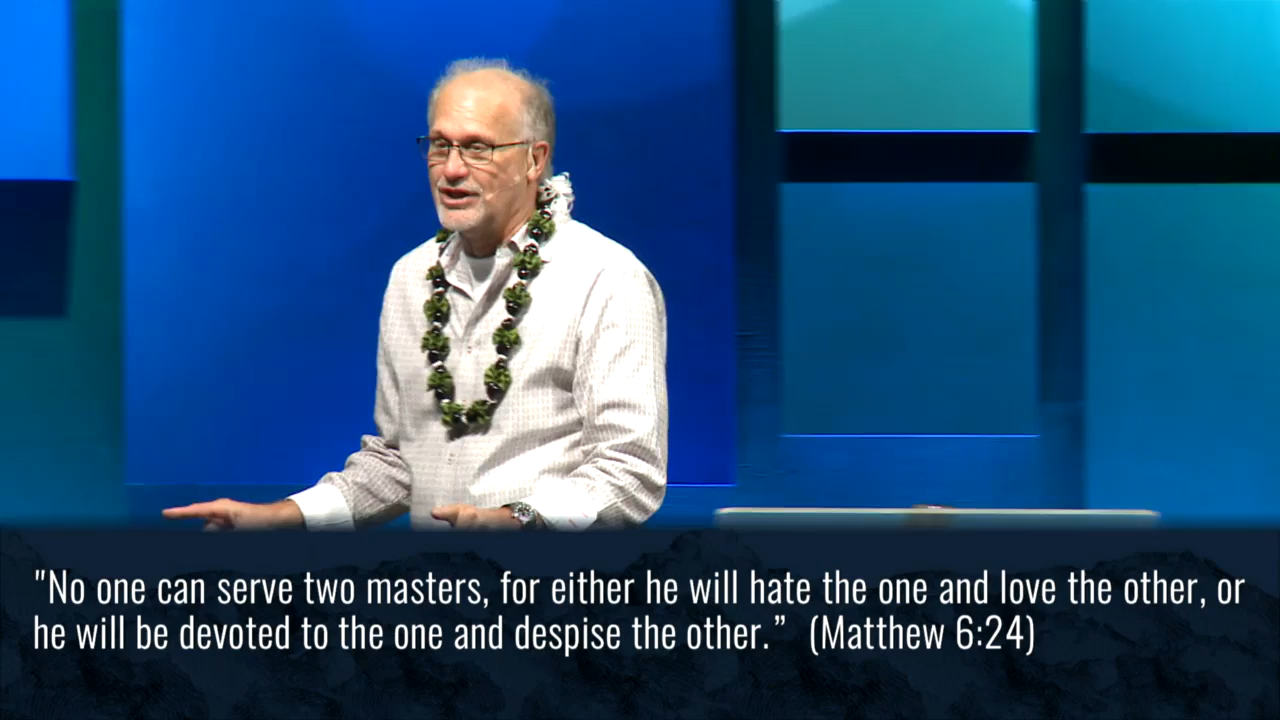 "No one can serve two masters, for either he will hate the one and love the other, or
he will be devoted to the one and despise the other.”  (Matthew 6:24)